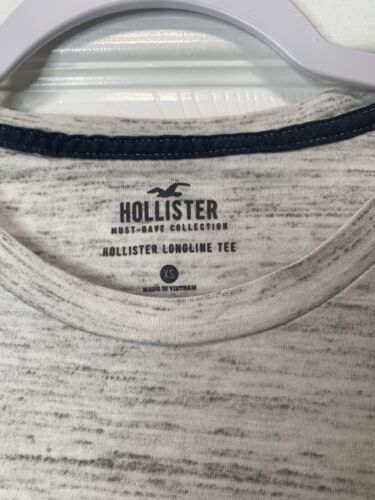 HOLLISTER
MUST-HAVE COLLECTION
HOLLISTER LONGLINE TEE
XS
MADE IN VIETNAM